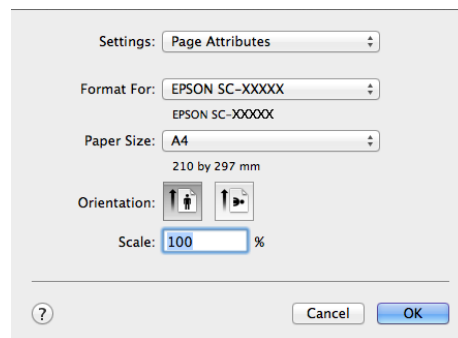 Settings: Page Attributes
Format For: EPSON SC-XXXXX
EPSON SC-XXXXX
Paper Size: A4
210 by 297 mm
Orientation:
Scale: 100 %
? Cancel OK